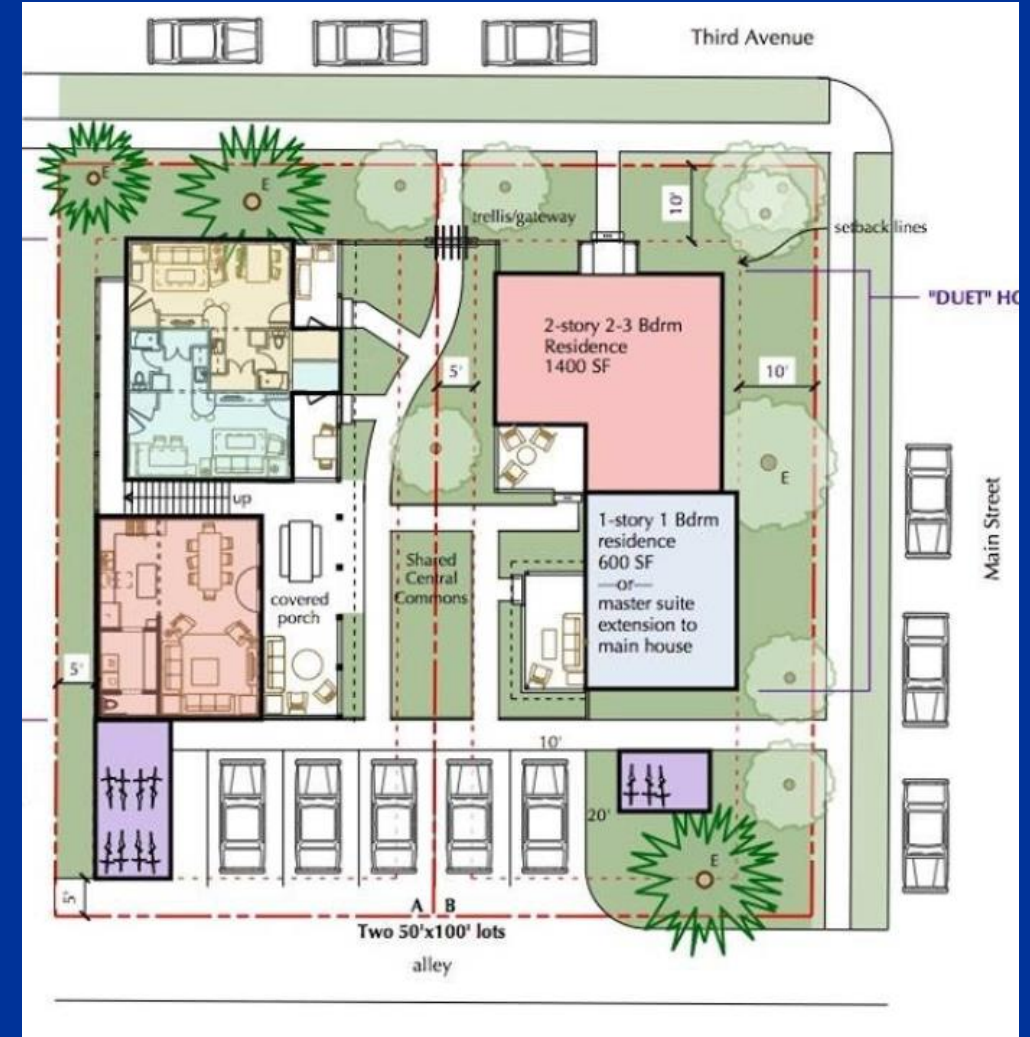 Third Avenue
E
E
10'
trellis/gateway
setback lines
"DUET" HO
2-story 2-3 Bdrm
Residence
1400 SF
5'
10'
E
up
Main Street
1-story 1 Bdrm
residence
600 SF
—or—
master suite
extension to
main house
Shared
Central
Commons
covered
porch
5'
10'
20'
E
5'
A B
Two 50'x100' lots
alley